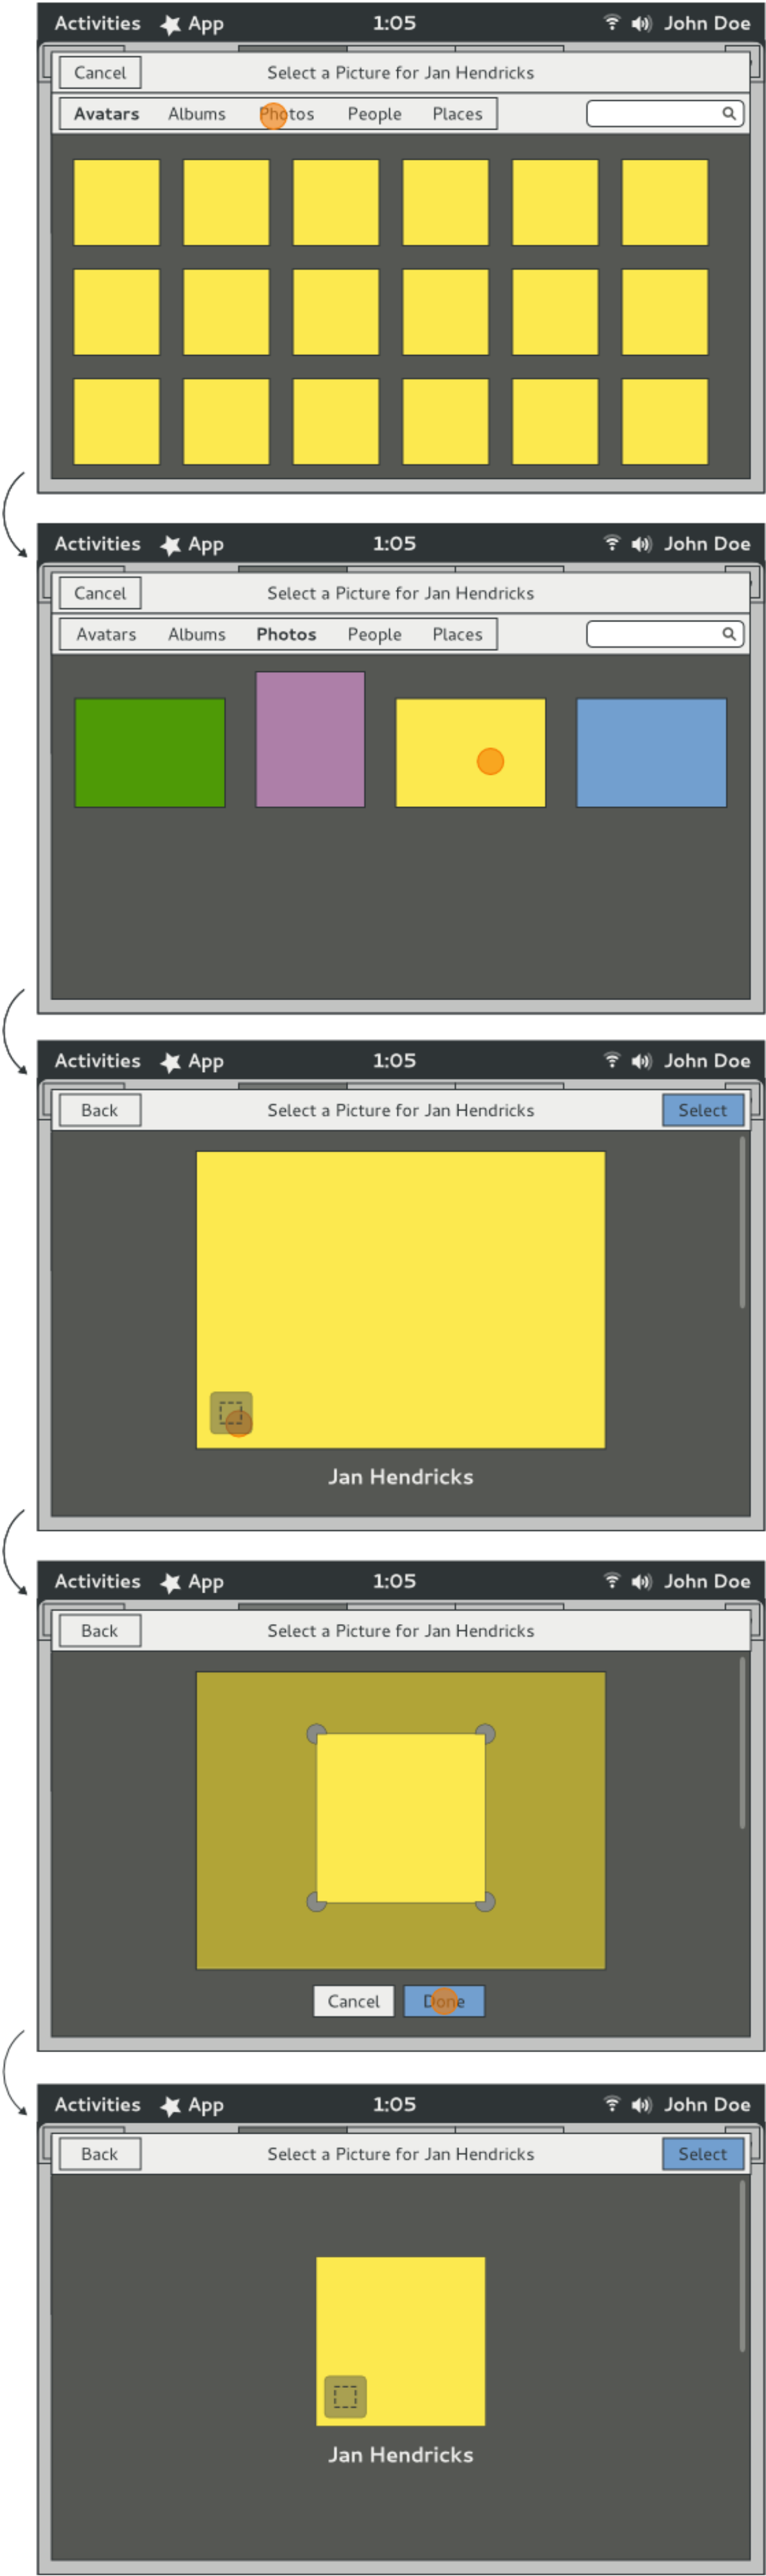 Activities App 1:05 John Doe
Cancel Select a Picture for Jan Hendricks
Avatars Albums Photos People Places
Activities App 1:05 John Doe
Cancel Select a Picture for Jan Hendricks
Avatars Albums Photos People Places
Activities App 1:05 John Doe
Back Select a Picture for Jan Hendricks Select
Jan Hendricks
Activities App 1:05 John Doe
Back Select a Picture for Jan Hendricks
Cancel Done
Activities App 1:05 John Doe
Back Select a Picture for Jan Hendricks Select
Jan Hendricks